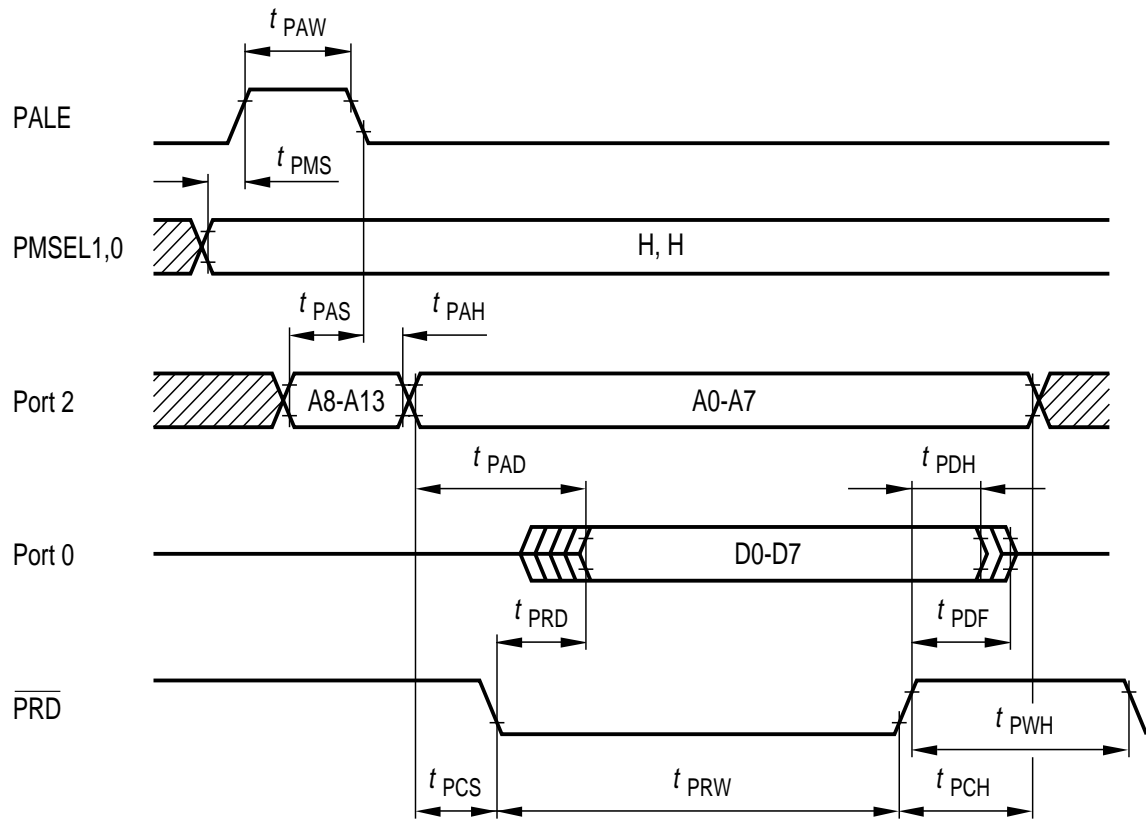 t PAW
PALE
t PMS
PMSEL1,0
H, H
t PAS
t PAH
Port 2
A8-A13
A0-A7
t PAD
t PDH
Port 0
D0-D7
t PRD
t PDF
PRD
t PWH
t PCS
t PRW
t PCH